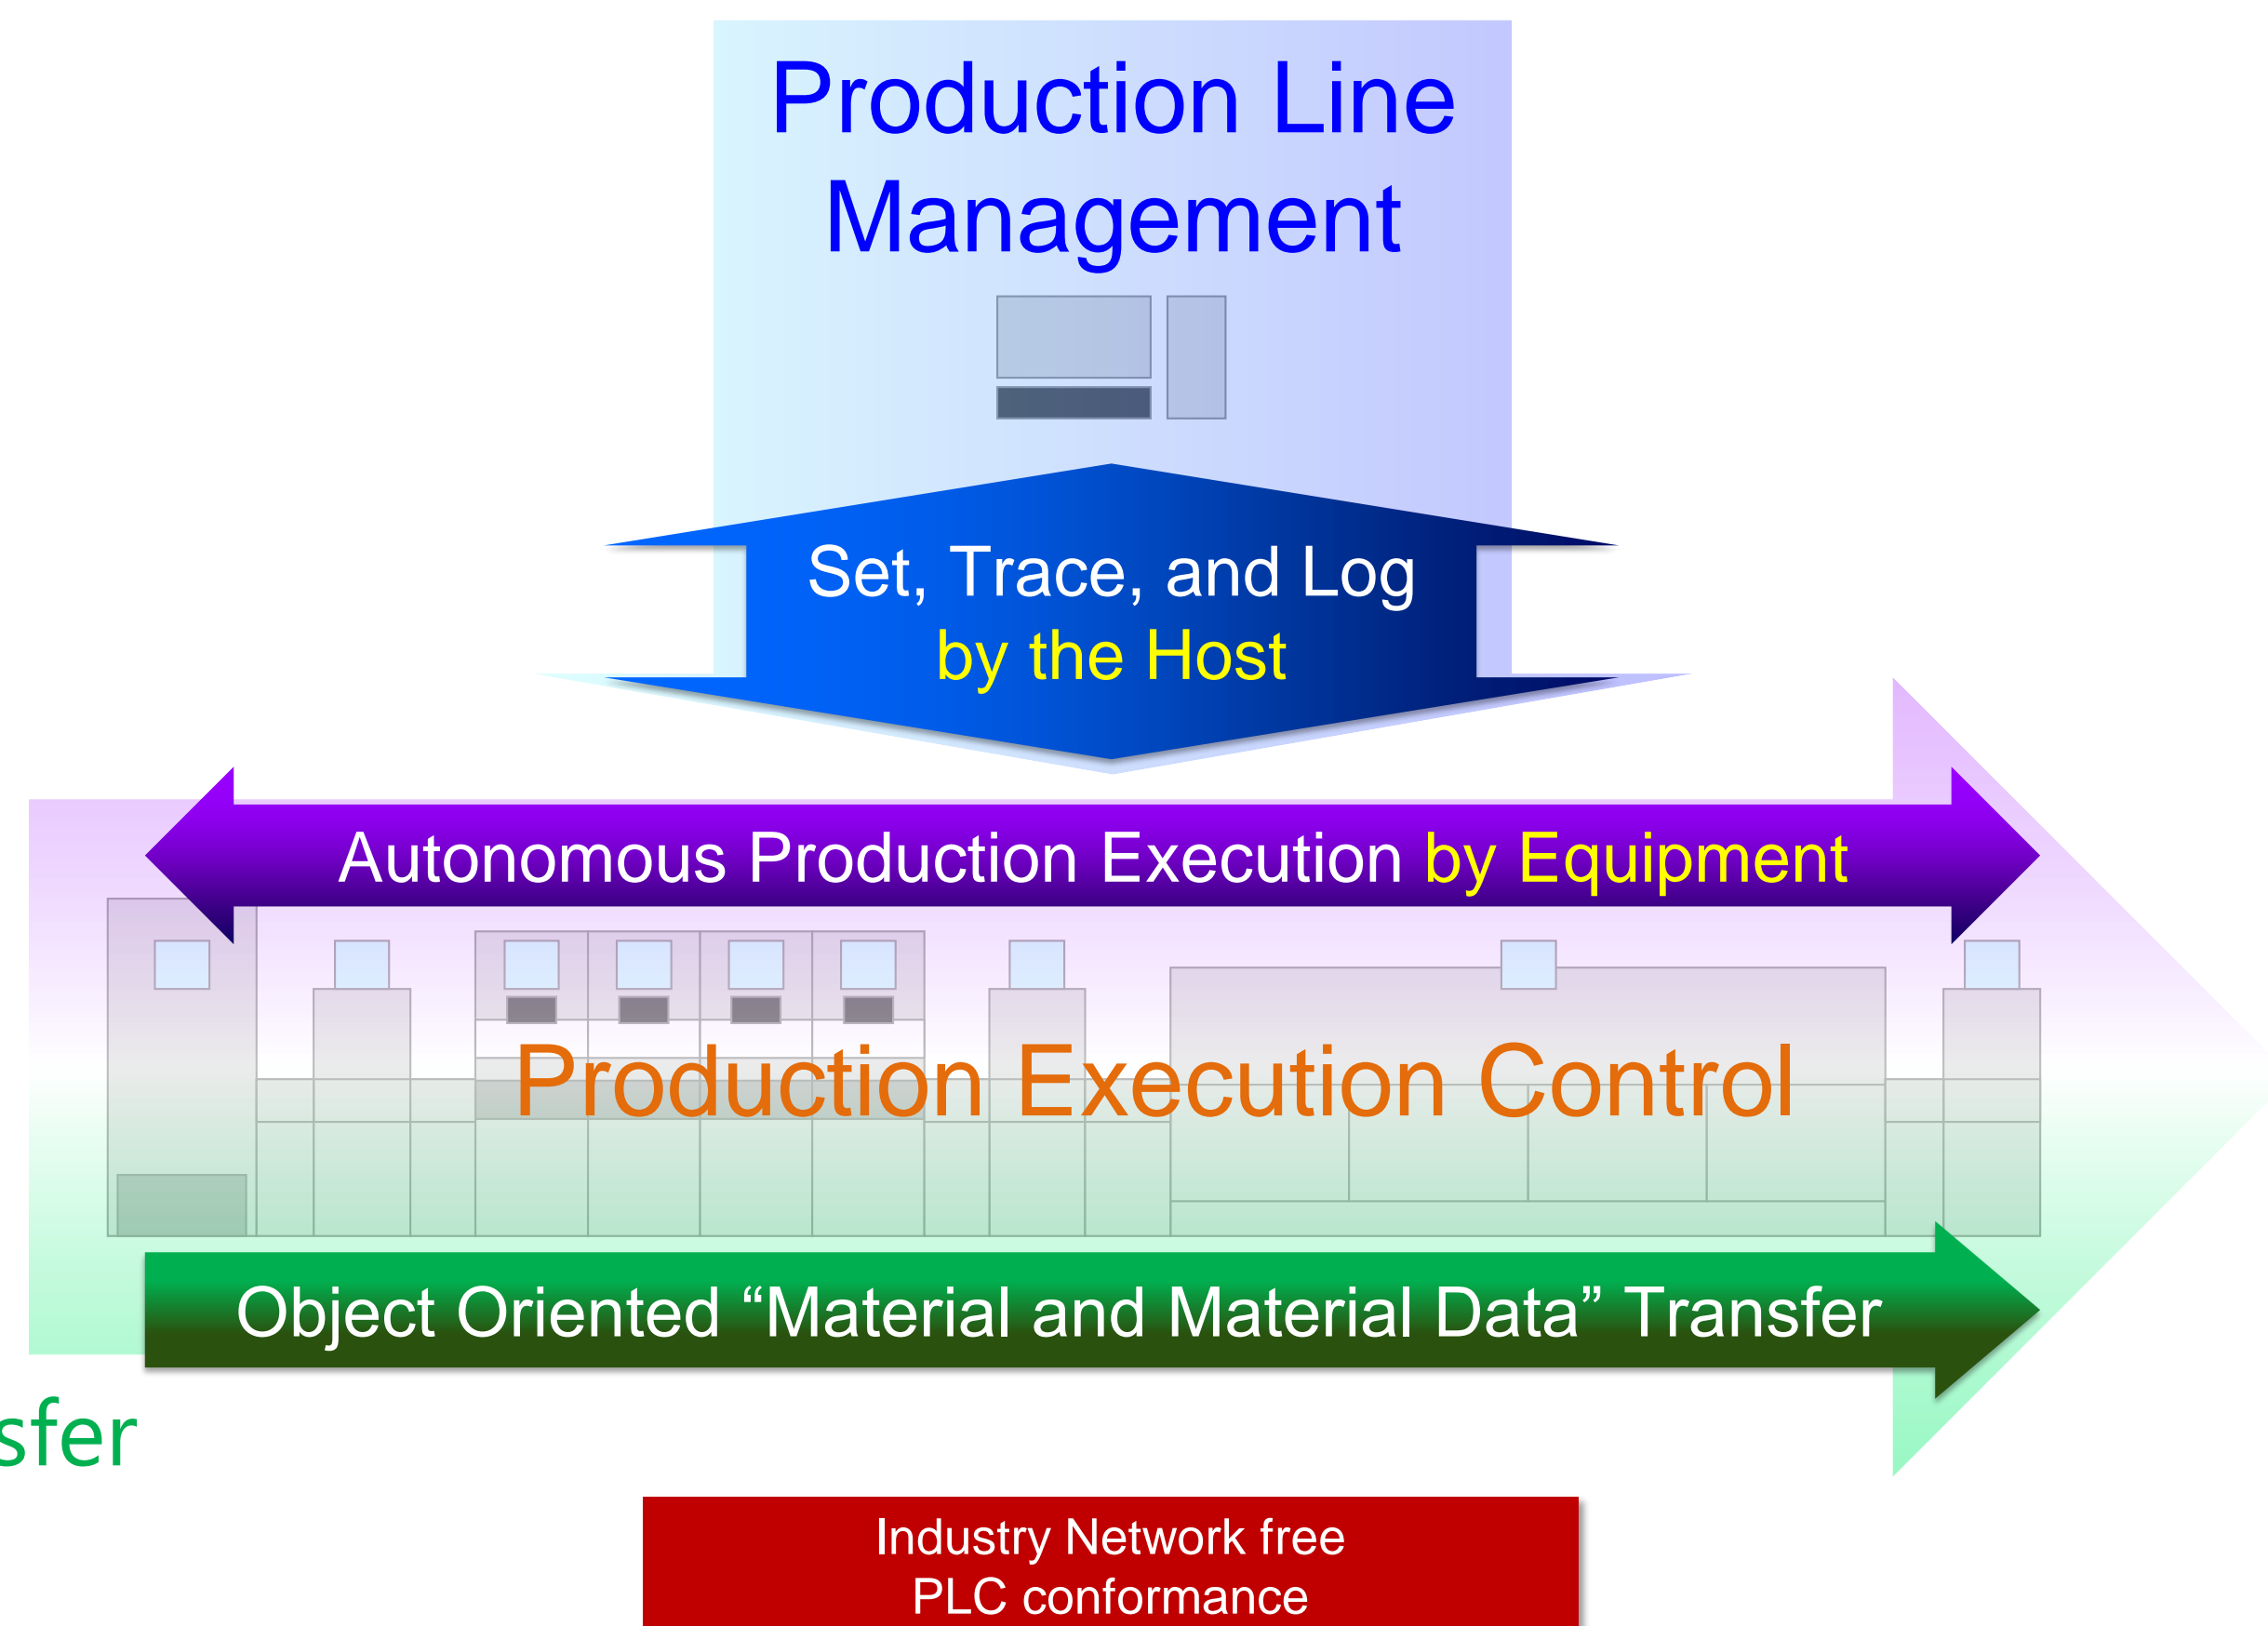 Production Line
Management
Set, Trace, and Log
by the Host
Autonomous Production Execution by Equipment
Production Execution Control
Object Oriented “Material and Material Data” Transfer
sfer
Industry Network free
PLC conformance